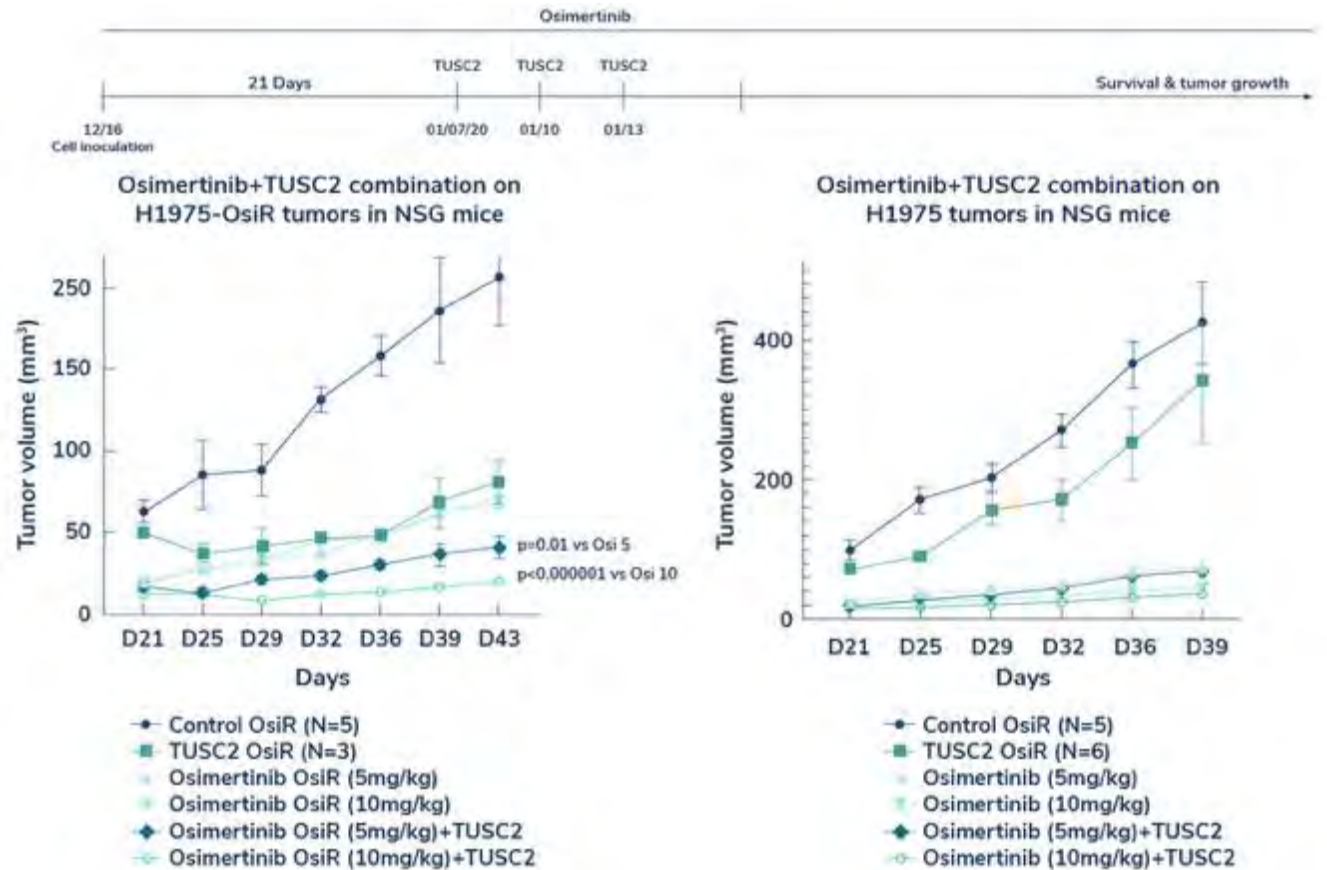 Osimertinib
TUSC2 TUSC2 TUSC2
21 Days
Survival & tumor growth
12/16 01/07/20 01/10 01/13
Cell inoculation
Osimertinib+TUSC2 combination on
H1975-OsiR tumors in NSG mice
Tumor volume (mm³)
250
150
100
50
0
p=0.01 vs Osi 5
p<0.000001 vs Osi 10
D21 D25 D29 D32 D36 D39 D43
Days
Control OsiR (N=5)
TUSC2 OsiR (N=3)
Osimertinib OsiR (5mg/kg)
Osimertinib OsiR (10mg/kg)
Osimertinib OsiR (5mg/kg)+TUSC2
Osimertinib OsiR (10mg/kg)+TUSC2
Osimertinib+TUSC2 combination on
H1975 tumors in NSG mice
Tumor volume (mm³)
400
200
0
D21 D25 D29 D32 D36 D39
Days
Control OsiR (N=5)
TUSC2 OsiR (N=6)
Osimertinib (5mg/kg)
Osimertinib (10mg/kg)
Osimertinib (5mg/kg)+TUSC2
Osimertinib (10mg/kg)+TUSC2